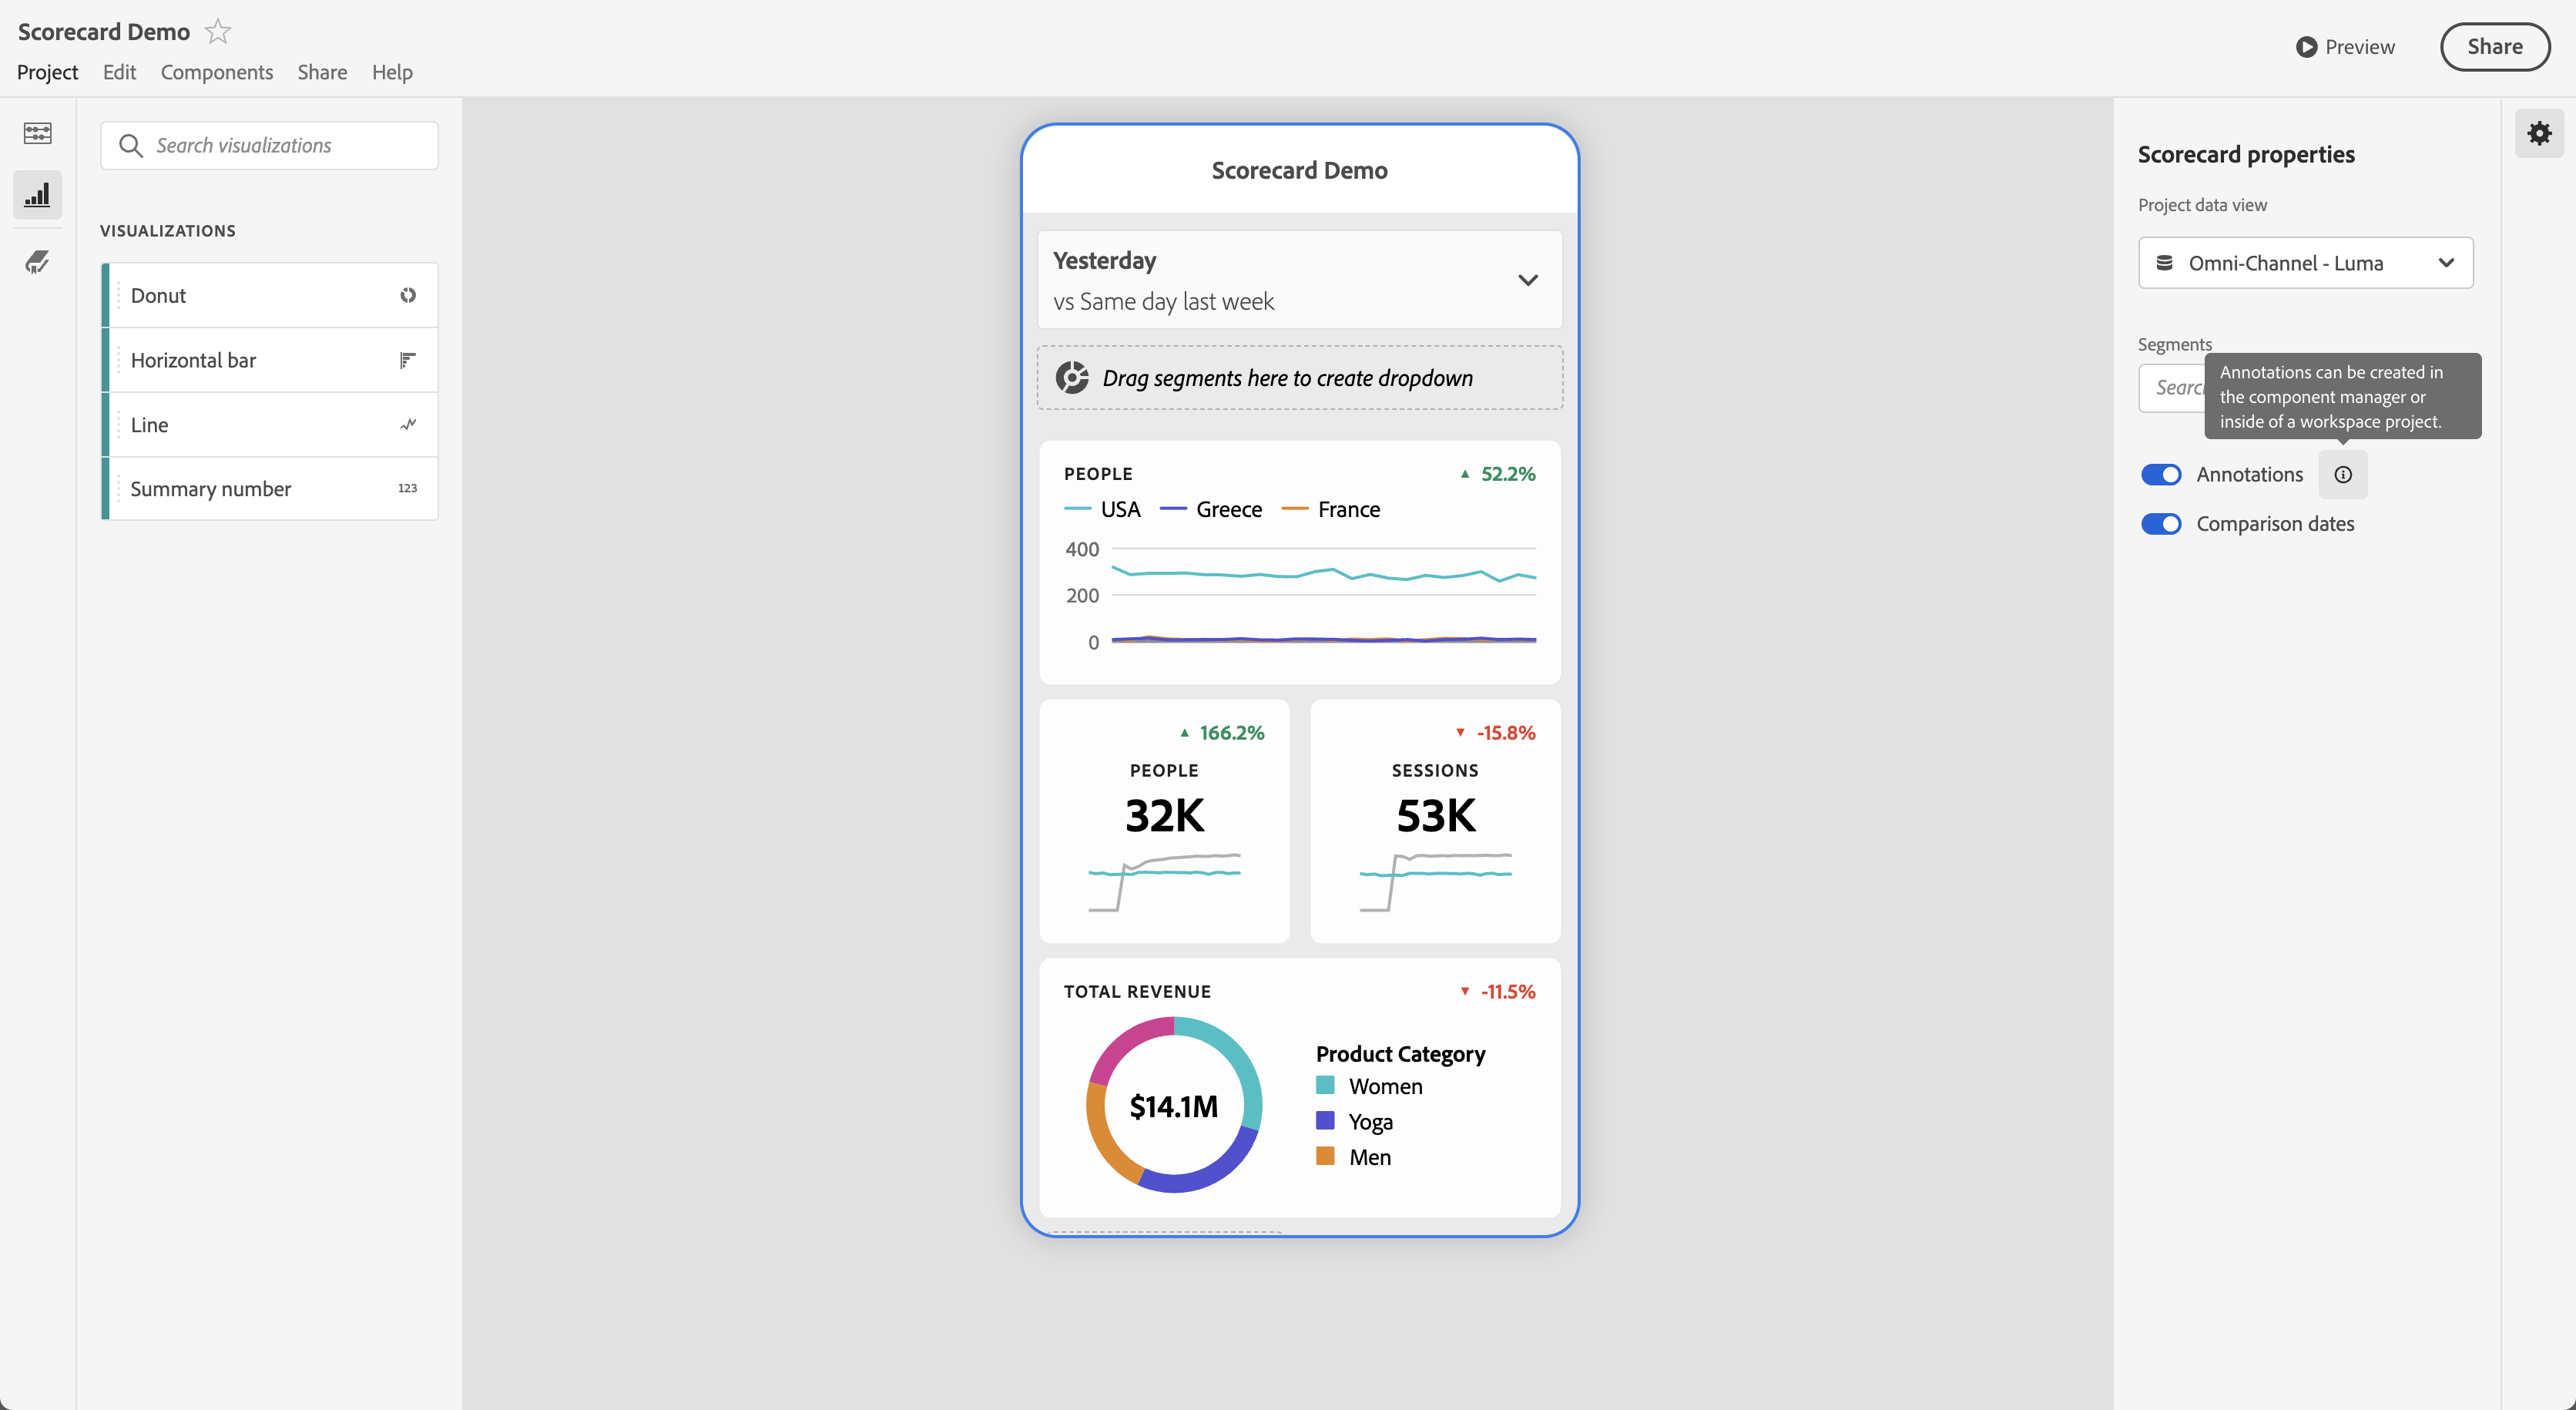 Scorecard Demo
Project Edit Components Share Help
Preview
Share
Search visualizations
VISUALIZATIONS
Donut
Horizontal bar
Line
Summary number 123
Scorecard Demo
Yesterday
vs Same day last week
Drag segments here to create dropdown
PEOPLE ▲ 52.2%
USA Greece France
400
200
0
▲ 166.2%
PEOPLE
32K
▼ -15.8%
SESSIONS
53K
TOTAL REVENUE ▼ -11.5%
$14.1M
Product Category
Women
Yoga
Men
Scorecard properties
Project data view
Omni-Channel - Luma
Segments
Annotations can be created in
the component manager or
inside of a workspace project.
Annotations
Comparison dates